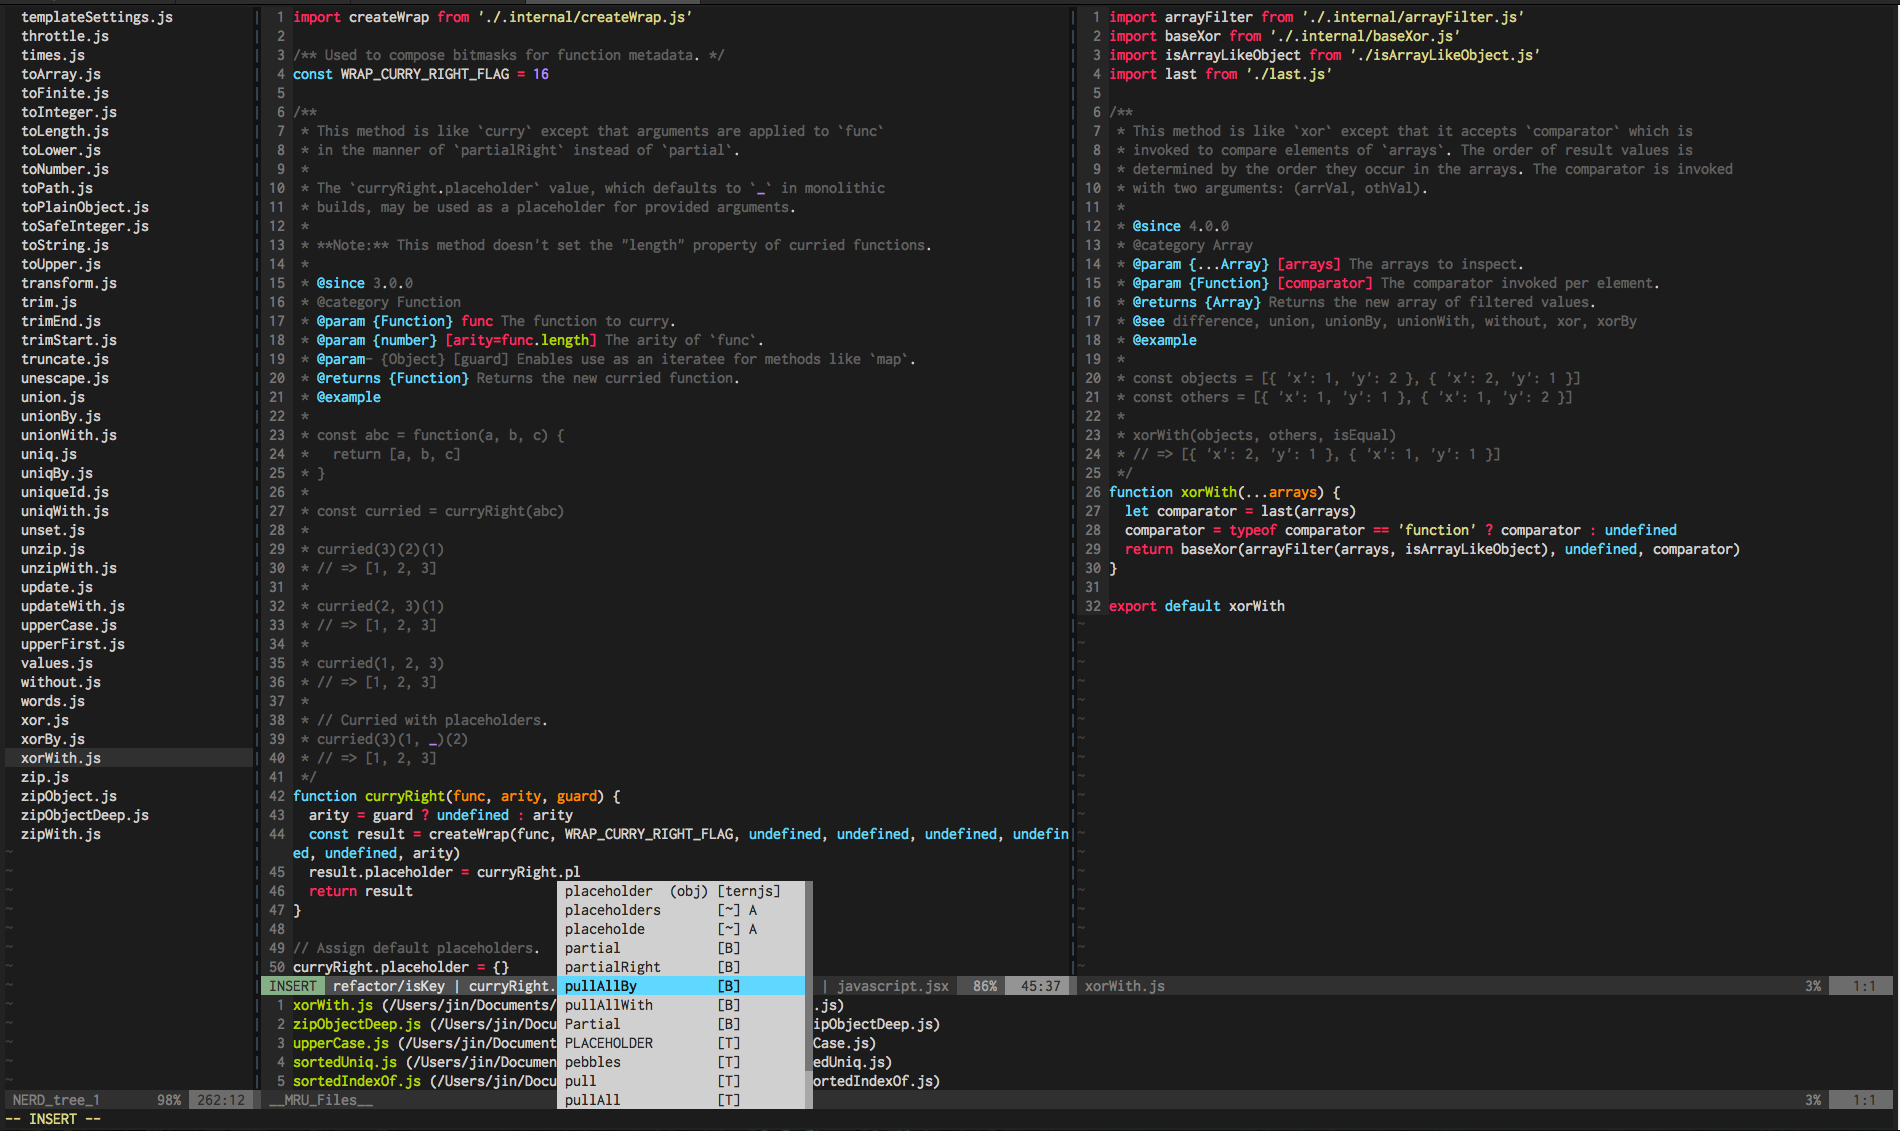 templateSettings.js
throttle.js
times.js
toArray.js
toFinite.js
toInteger.js
toLength.js
toLower.js
toNumber.js
toPath.js
toPlainObject.js
toSafeInteger.js
toString.js
toUpper.js
transform.js
trim.js
trimEnd.js
trimStart.js
truncate.js
unescape.js
union.js
unionBy.js
unionWith.js
uniq.js
uniqBy.js
uniqueId.js
uniqWith.js
unset.js
unzip.js
unzipWith.js
update.js
updateWith.js
upperCase.js
upperFirst.js
values.js
without.js
words.js
xor.js
xorBy.js
xorWith.js
zip.js
zipObject.js
zipObjectDeep.js
zipWith.js
NERD_tree_1 98% 262:12
1 import createWrap from './.internal/createWrap.js'
2
3 /** Used to compose bitmasks for function metadata. */
4 const WRAP_CURRY_RIGHT_FLAG = 16
5
6 /**
7  * This method is like `curry` except that arguments are applied to `func`
8  * in the manner of `partialRight` instead of `partial`.
9  *
10  * The `curryRight.placeholder` value, which defaults to `_` in monolithic
11  * builds, may be used as a placeholder for provided arguments.
12  *
13  * **Note:** This method doesn't set the "length" property of curried functions.
14  *
15  * @since 3.0.0
16  * @category Function
17  * @param {Function} func The function to curry.
18  * @param {number} [arity=func.length] The arity of `func`.
19  * @param- {Object} [guard] Enables use as an iteratee for methods like `map`.
20  * @returns {Function} Returns the new curried function.
21  * @example
22  *
23  * const abc = function(a, b, c) {
24  *   return [a, b, c]
25  * }
26  *
27  * const curried = curryRight(abc)
28  *
29  * curried(3)(2)(1)
30  * // => [1, 2, 3]
31  *
32  * curried(2, 3)(1)
33  * // => [1, 2, 3]
34  *
35  * curried(1, 2, 3)
36  * // => [1, 2, 3]
37  *
38  * // Curried with placeholders.
39  * curried(3)(1, _)(2)
40  * // => [1, 2, 3]
41  */
42 function curryRight(func, arity, guard) {
43   arity = guard ? undefined : arity
44   const result = createWrap(func, WRAP_CURRY_RIGHT_FLAG, undefined, undefined, undefined, undefin
ed, undefined, arity)
45   result.placeholder = curryRight.pl
46   return result
47 }
48
49 // Assign default placeholders.
50 curryRight.placeholder = {}
INSERT refactor/isKey | curryRight. | javascript.jsx 86% 45:37
placeholder (obj) [ternjs]
placeholders [~] A
placeholde [~] A
partial [B]
partialRight [B]
pullAllBy [B]
pullAllWith [B]
Partial [B]
PLACEHOLDER [T]
pebbles [T]
pull [T]
pullAll [T]
1 xorWith.js (/Users/jin/Documents/ .js)
2 zipObjectDeep.js (/Users/jin/Docu ipObjectDeep.js)
3 upperCase.js (/Users/jin/Document Case.js)
4 sortedUniq.js (/Users/jin/Documen edUniq.js)
5 sortedIndexOf.js (/Users/jin/Docu ortedIndexOf.js)
__MRU_Files__ 3% 1:1
1 import arrayFilter from './.internal/arrayFilter.js'
2 import baseXor from './.internal/baseXor.js'
3 import isArrayLikeObject from './isArrayLikeObject.js'
4 import last from './last.js'
5
6 /**
7  * This method is like `xor` except that it accepts `comparator` which is
8  * invoked to compare elements of `arrays`. The order of result values is
9  * determined by the order they occur in the arrays. The comparator is invoked
10  * with two arguments: (arrVal, othVal).
11  *
12  * @since 4.0.0
13  * @category Array
14  * @param {...Array} [arrays] The arrays to inspect.
15  * @param {Function} [comparator] The comparator invoked per element.
16  * @returns {Array} Returns the new array of filtered values.
17  * @see difference, union, unionBy, unionWith, without, xor, xorBy
18  * @example
19  *
20  * const objects = [{ 'x': 1, 'y': 2 }, { 'x': 2, 'y': 1 }]
21  * const others = [{ 'x': 1, 'y': 1 }, { 'x': 1, 'y': 2 }]
22  *
23  * xorWith(objects, others, isEqual)
24  * // => [{ 'x': 2, 'y': 1 }, { 'x': 1, 'y': 1 }]
25  */
26 function xorWith(...arrays) {
27   let comparator = last(arrays)
28   comparator = typeof comparator == 'function' ? comparator : undefined
29   return baseXor(arrayFilter(arrays, isArrayLikeObject), undefined, comparator)
30 }
31
32 export default xorWith
xorWith.js 3% 1:1
-- INSERT --